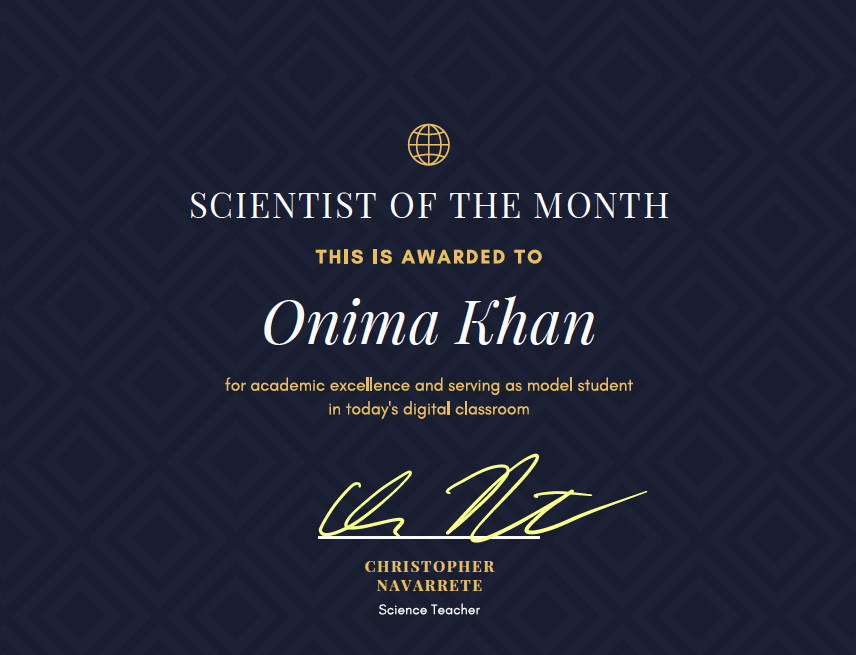 SCIENTIST OF THE MONTH
THIS IS AWARDED TO
Onima Khan
for academic excellence and serving as model student
in today's digital classroom
CHRISTOPHER
NAVARRETE
Science Teacher